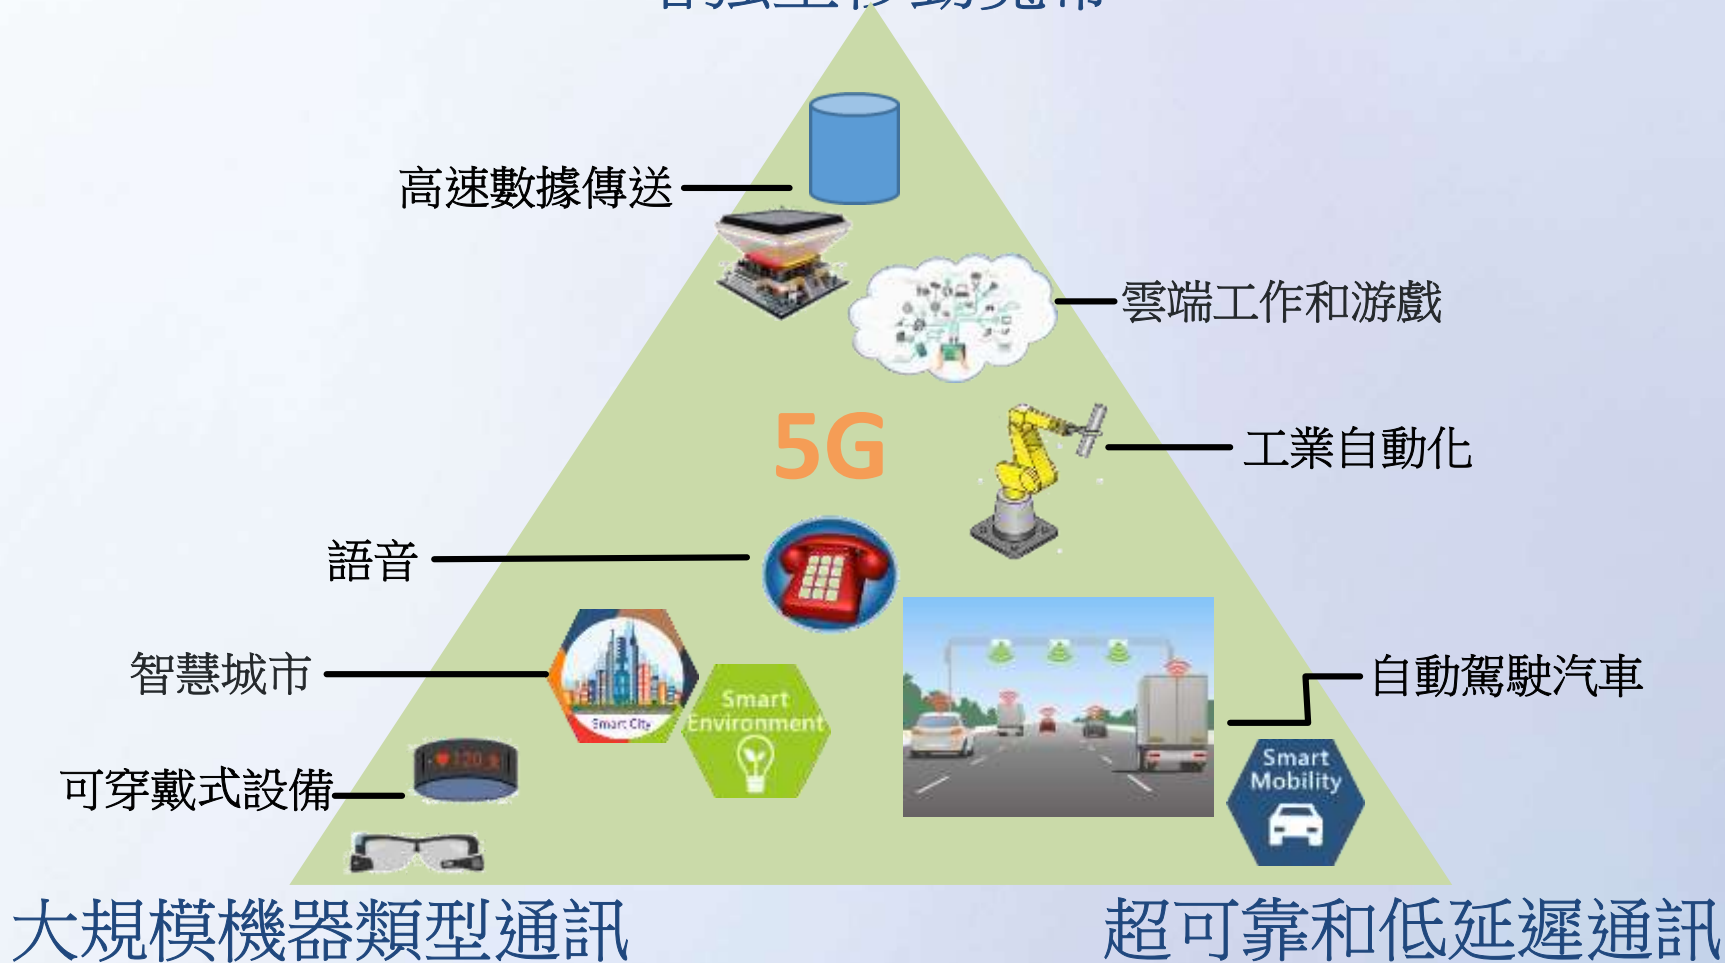 高速數據傳送
雲端工作和游戲
5G
工業自動化
語音
智慧城市
Smart City
Smart
Environment
自動駕駛汽車
Smart
Mobility
可穿戴式設備
120
大規模機器類型通訊
超可靠和低延遲通訊